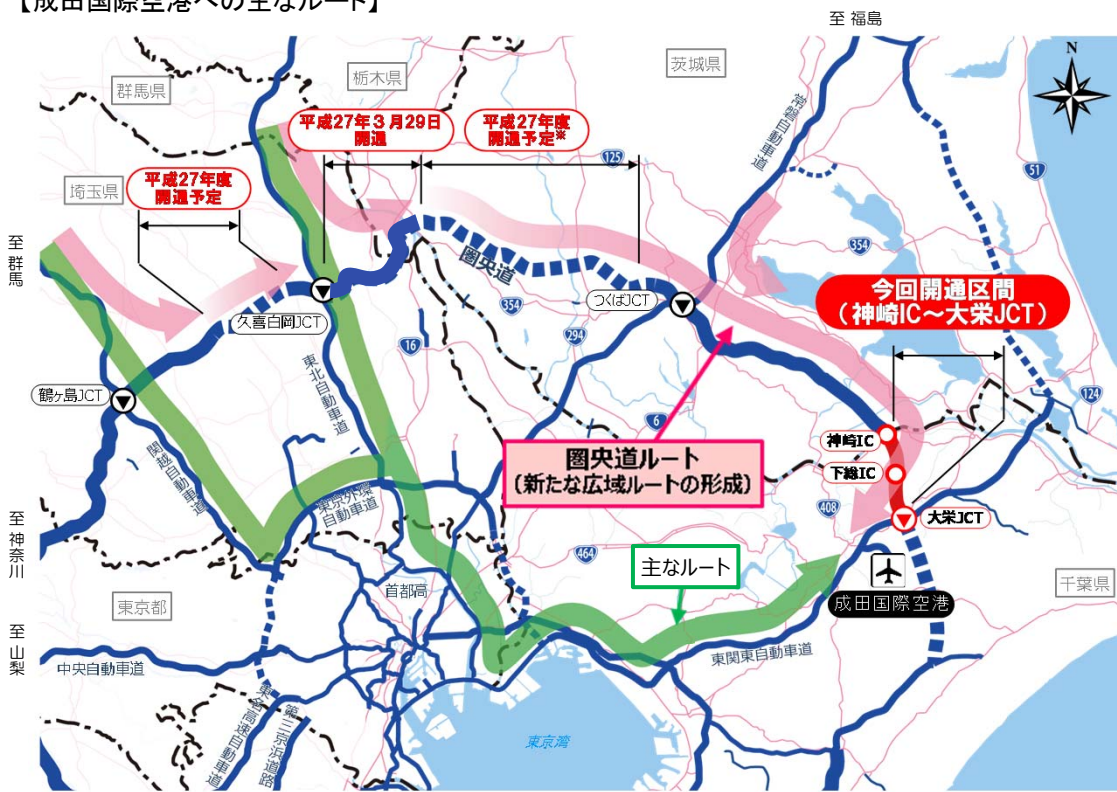 【成田国際空港への主なルート】
至 福島
N
群馬県
栃木県
茨城県
常磐自動車道
平成27年3月29日
開通
平成27年度
開通予定※
125
51
埼玉県
平成27年度
開通予定
至群馬
354
圏央道
今回開通区間
(神崎IC～大栄JCT)
つくばJCT
久喜白岡JCT
354
294
16
東北自動車道
鶴ヶ島JCT
124
6
神崎IC
圏央道ルート
(新たな広域ルートの形成)
関越自動車道
下総IC
東京外環
自動車道
408
大栄JCT
至神奈川
464
主なルート
首都高
千葉県
東京都
成田国際空港
至山梨
中央自動車道
東関東自動車道
東名高速自動車道
第三京浜道路
東京湾